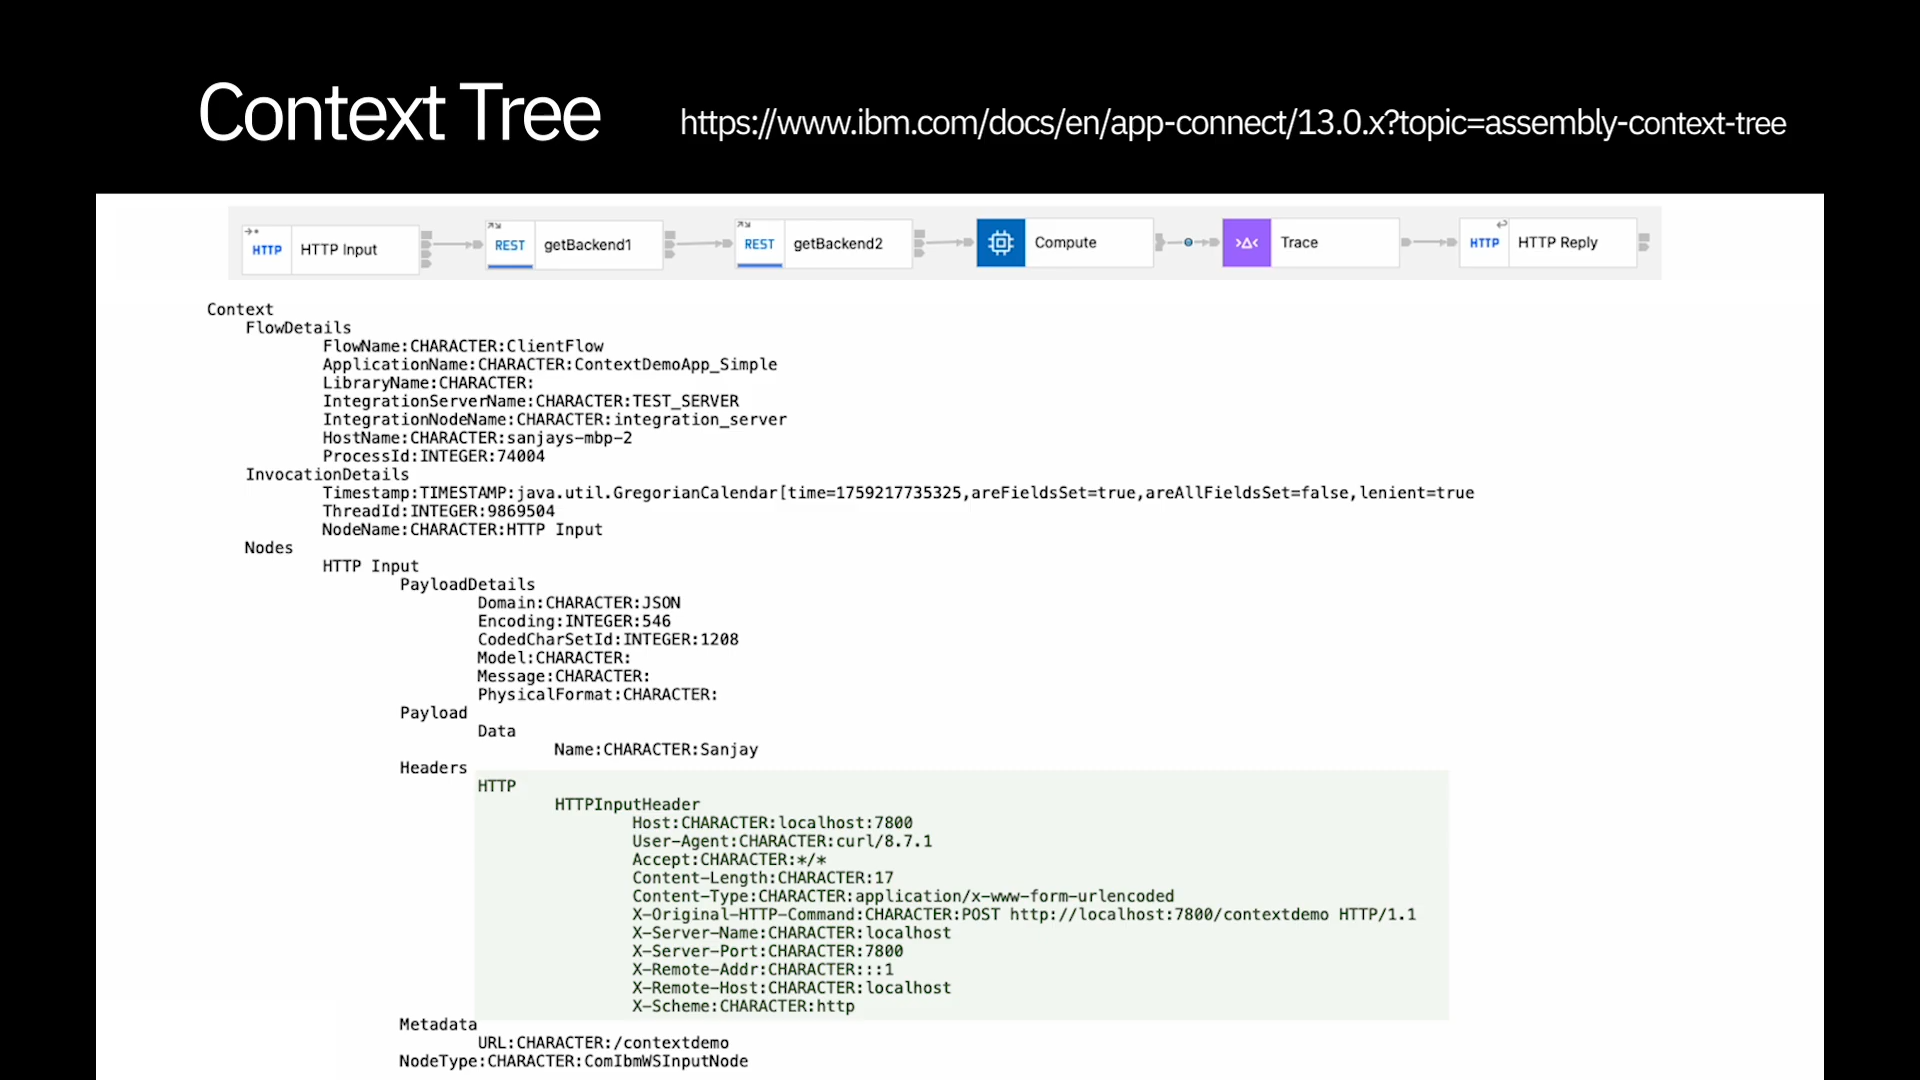 Context Tree
https://www.ibm.com/docs/en/app-connect/13.0.x?topic=assembly-context-tree
HTTP HTTP Input
REST getBackend1
REST getBackend2
Compute
Trace
HTTP HTTP Reply
Context
FlowDetails
FlowName:CHARACTER:ClientFlow
ApplicationName:CHARACTER:ContextDemoApp_Simple
LibraryName:CHARACTER:
IntegrationServerName:CHARACTER:TEST_SERVER
IntegrationNodeName:CHARACTER:integration_server
HostName:CHARACTER:sanjays-mbp-2
ProcessId:INTEGER:74004
InvocationDetails
Timestamp:TIMESTAMP:java.util.GregorianCalendar[time=1759217735325,areFieldsSet=true,areAllFieldsSet=false,lenient=true
ThreadId:INTEGER:9869504
NodeName:CHARACTER:HTTP Input
Nodes
HTTP Input
PayloadDetails
Domain:CHARACTER:JSON
Encoding:INTEGER:546
CodedCharSetId:INTEGER:1208
Model:CHARACTER:
Message:CHARACTER:
PhysicalFormat:CHARACTER:
Payload
Data
Name:CHARACTER:Sanjay
Headers
HTTP
HTTPInputHeader
Host:CHARACTER:localhost:7800
User-Agent:CHARACTER:curl/8.7.1
Accept:CHARACTER:*/*
Content-Length:CHARACTER:17
Content-Type:CHARACTER:application/x-www-form-urlencoded
X-Original-HTTP-Command:CHARACTER:POST http://localhost:7800/contextdemo HTTP/1.1
X-Server-Name:CHARACTER:localhost
X-Server-Port:CHARACTER:7800
X-Remote-Addr:CHARACTER:::1
X-Remote-Host:CHARACTER:localhost
X-Scheme:CHARACTER:http
Metadata
URL:CHARACTER:/contextdemo
NodeType:CHARACTER:ComIbmWSInputNode